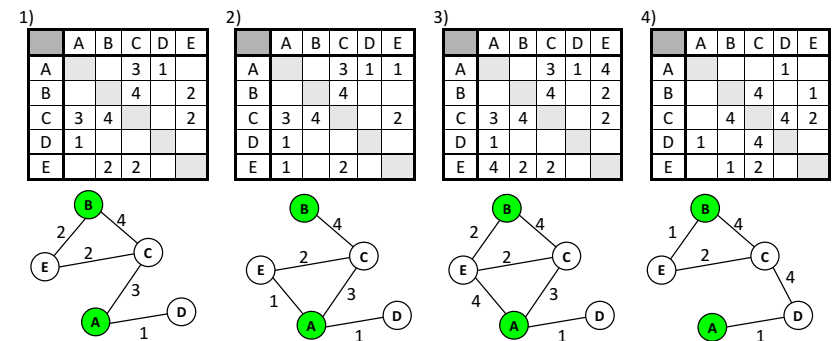 1) 2) 3) 4)
A B C D E A B C D E A B C D E A B C D E
A 3 1 A 3 1 1 A 3 1 4 A 1
B 4 2 B 4 B 4 2 B 4 1
C 3 4 2 C 3 4 2 C 3 4 2 C 4 4 2
D 1 D 1 D 1 D 1 4
E 2 2 E 1 2 E 4 2 2 E 1 2
B B B B
2 4 4 2 4 1 4
E 2 C E 2 C E 2 C E 2 C
3 1 3 4 3 4
A D A D A D A D
1 1 1 1